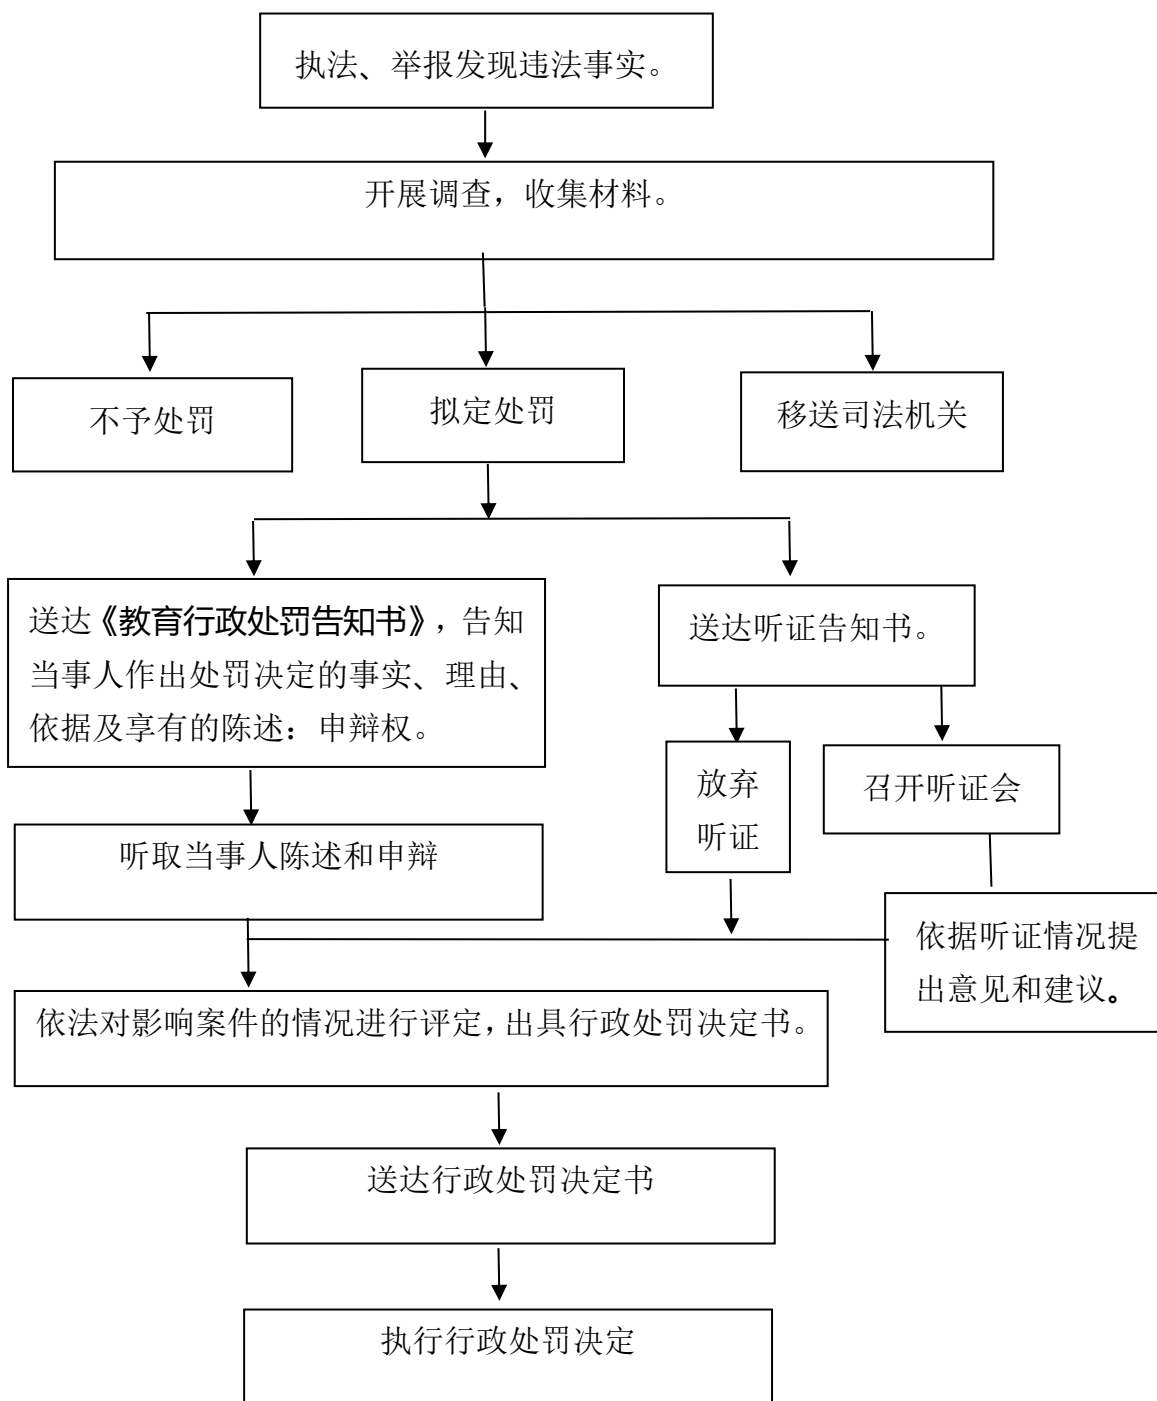 执法、举报发现违法事实。
开展调查，收集材料。
不予处罚
拟定处罚
移送司法机关
送达《教育行政处罚告知书》，告知
当事人作出处罚决定的事实、理由、
依据及享有的陈述：申辩权。
送达听证告知书。
放弃
听证
召开听证会
听取当事人陈述和申辩
依据听证情况提
出意见和建议。
依法对影响案件的情况进行评定，出具行政处罚决定书。
送达行政处罚决定书
执行行政处罚决定